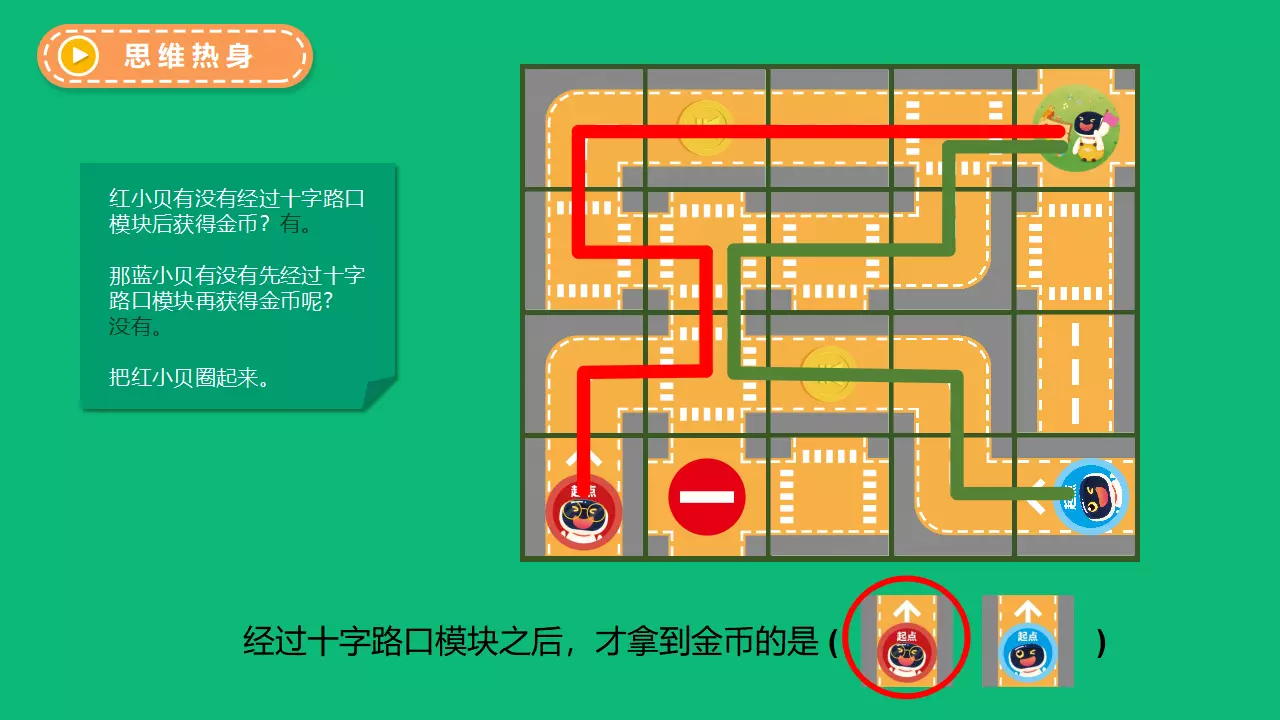 思维热身
红小贝有没有经过十字路口
模块后获得金币？有。
那蓝小贝有没有先经过十字
路口模块再获得金币呢？
没有。
把红小贝圈起来。
起点
起点
经过十字路口模块之后，才拿到金币的是 (
起点
起点
)